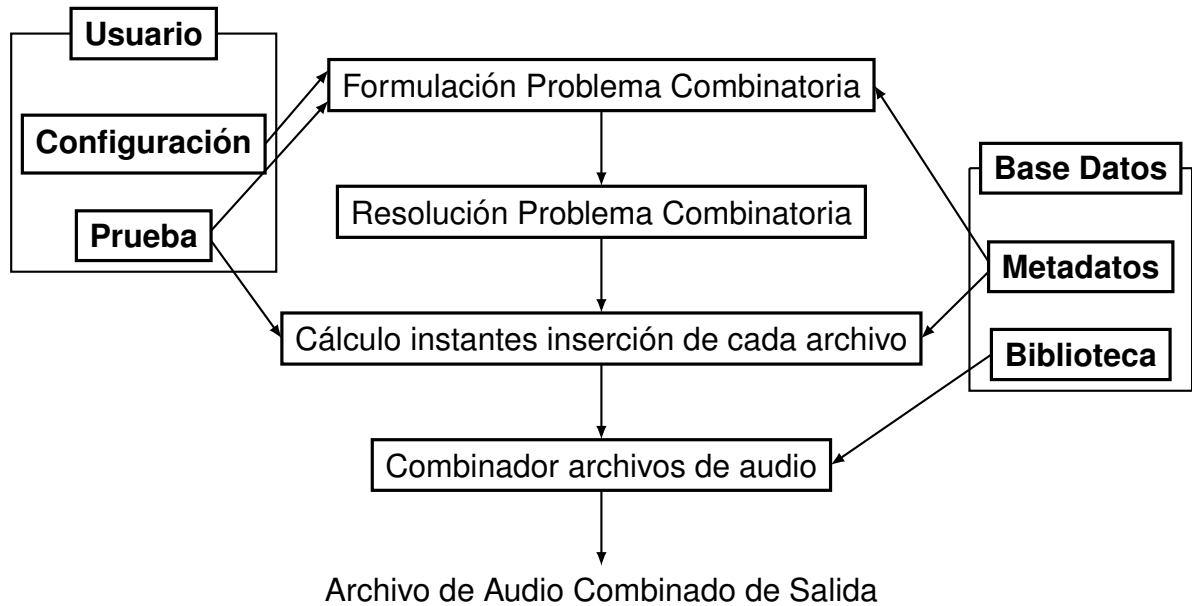 Usuario
Formulación Problema Combinatoria
Configuración
Base Datos
Resolución Problema Combinatoria
Prueba
Metadatos
Cálculo instantes inserción de cada archivo
Biblioteca
Combinador archivos de audio
Archivo de Audio Combinado de Salida